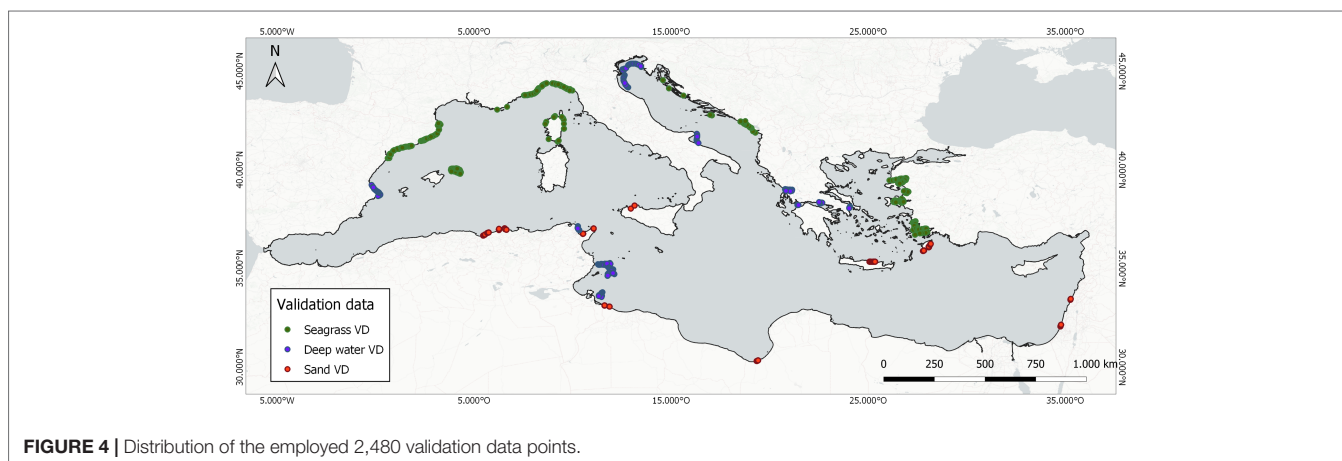 5.000°W 5.000°O 15.000°O 25.000°O 35.000°O
N
45.000°N
45.000°N
40.000°N
40.000°N
35.000°N
35.000°N
30.000°N
30.000°N
Validation data
Seagrass VD
Deep water VD
Sand VD
0 250 500 750 1.000 km
5.000°W 5.000°O 15.000°O 25.000°O 35.000°O
FIGURE 4 | Distribution of the employed 2,480 validation data points.